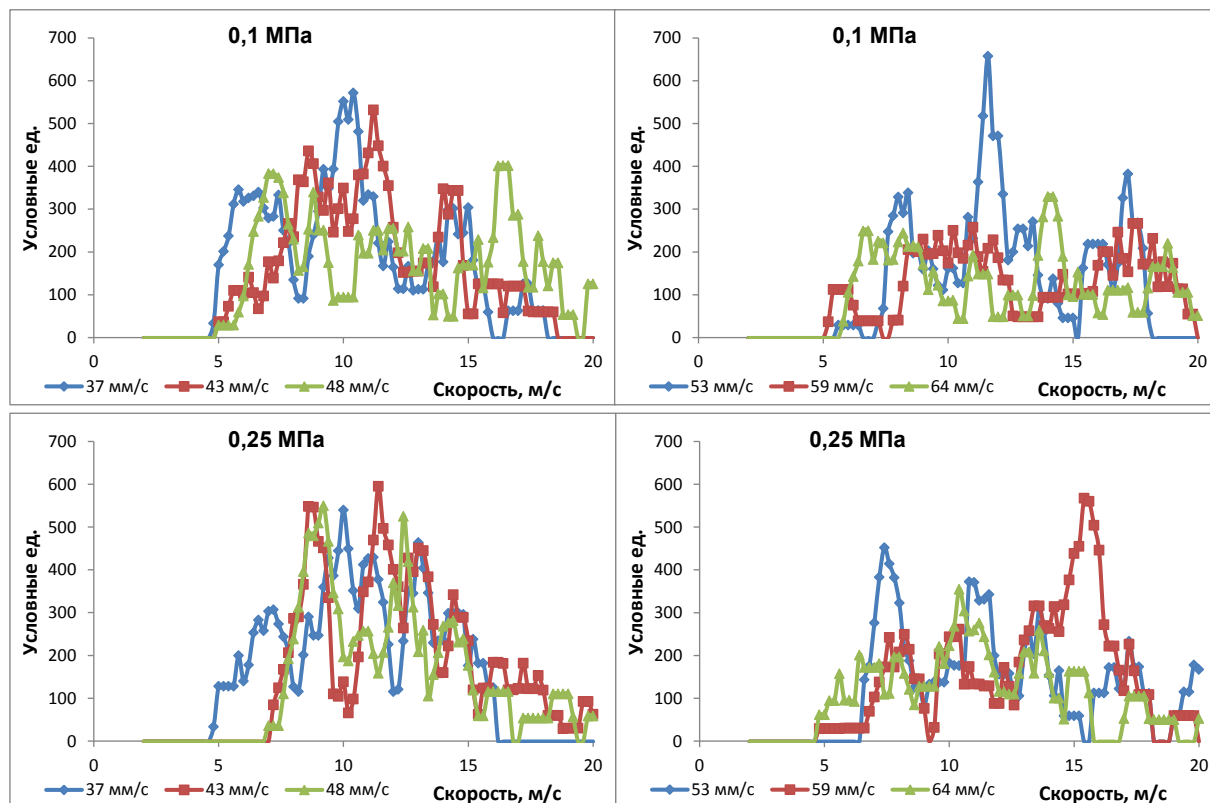 0,1 МПа
Условные ед.
700
600
500
400
300
200
100
0
0
5
10
15
20
37 мм/с
43 мм/с
48 мм/с
Скорость, м/с
0,1 МПа
Условные ед.
700
600
500
400
300
200
100
0
0
5
10
15
20
53 мм/с
59 мм/с
64 мм/с
Скорость, м/с
0,25 МПа
Условные ед.
700
600
500
400
300
200
100
0
0
5
10
15
20
37 мм/с
43 мм/с
48 мм/с
Скорость, м/с
0,25 МПа
Условные ед.
700
600
500
400
300
200
100
0
0
5
10
15
20
53 мм/с
59 мм/с
64 мм/с
Скорость, м/с